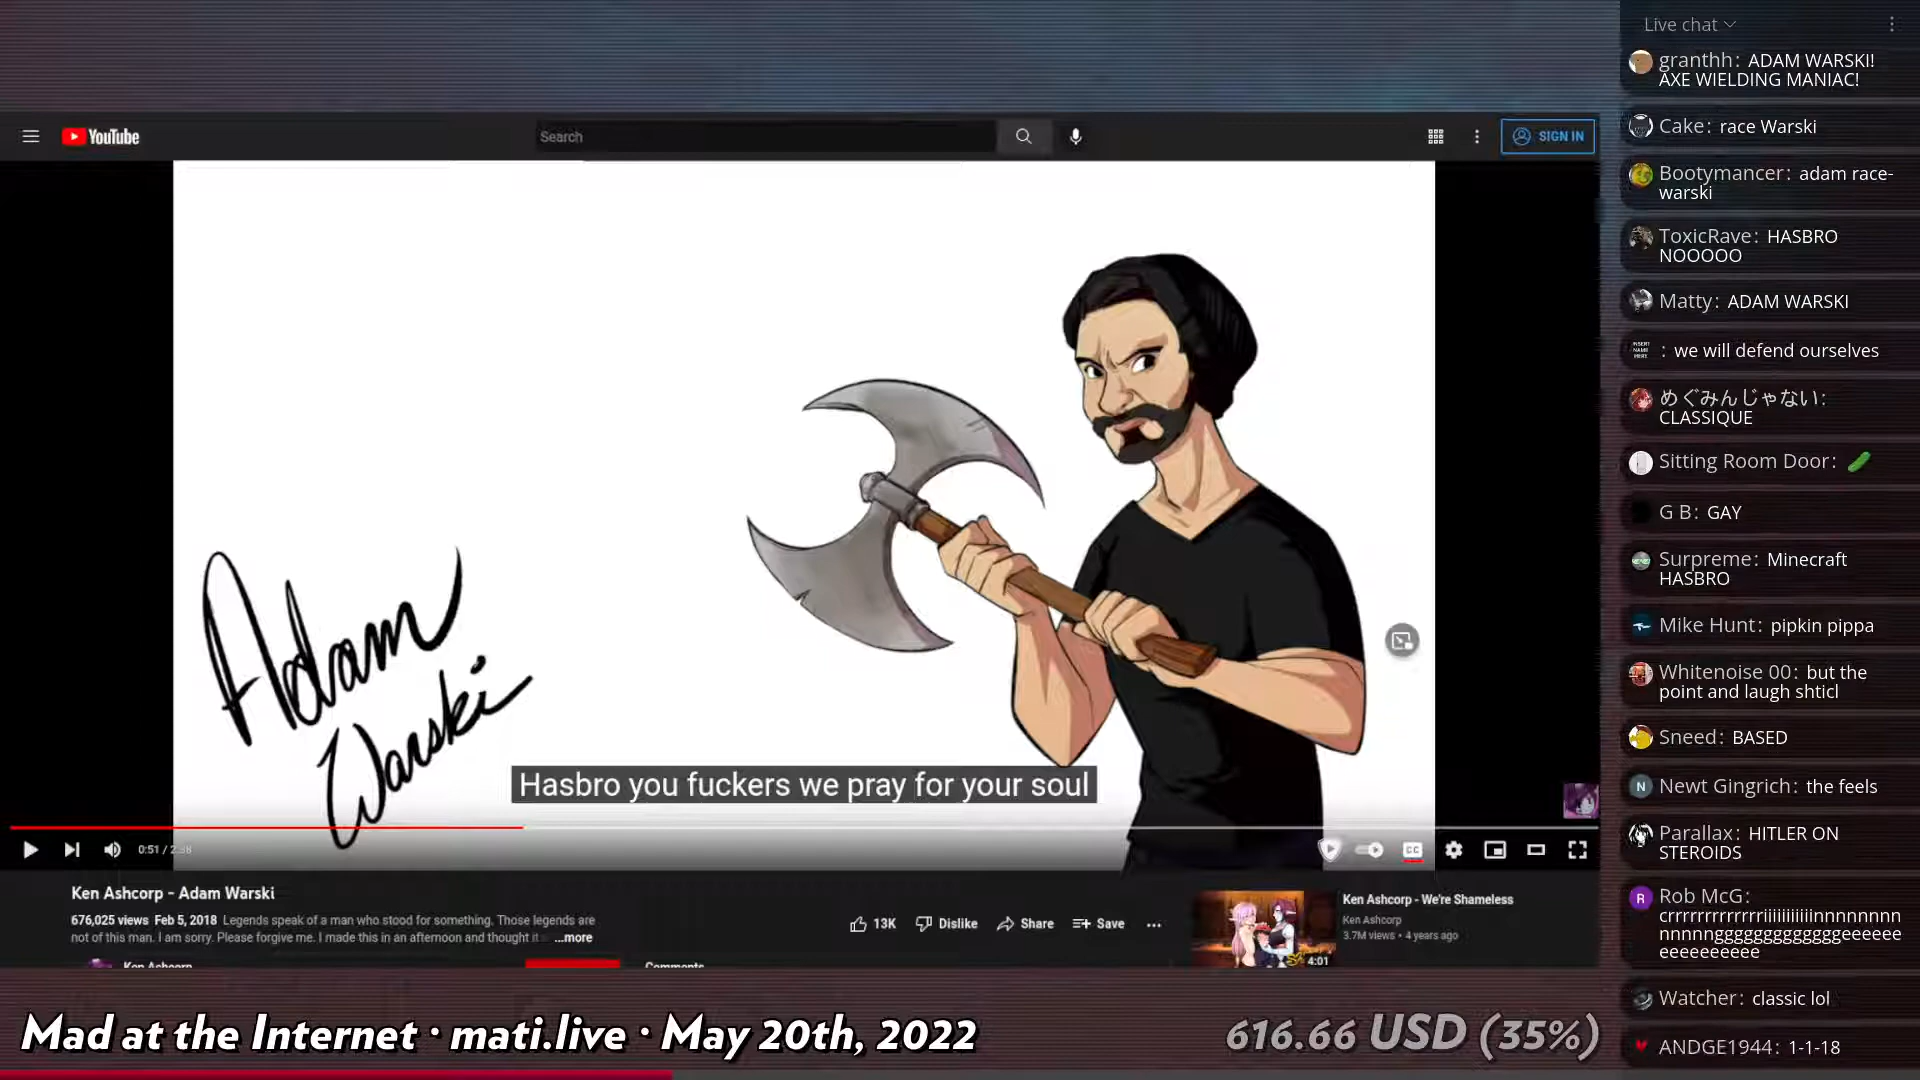 YouTube
Search
SIGN IN
Adam
Warski
Hasbro you fuckers we pray for your soul
0:51 / 2:38
CC
Ken Ashcorp - Adam Warski
676,025 views Feb 5, 2018 Legends speak of a man who stood for something. Those legends are
not of this man. I am sorry. Please forgive me. I made this in an afternoon and thought it ...more
13K
Dislike
Share
Save
Ken Ashcorp - We're Shameless
Ken Ashcorp
3.7M views • 4 years ago
4:01
Ken Ashcorp
Comments
Mad at the Internet · mati.live · May 20th, 2022
616.66 USD (35%)
Live chat
granthh: ADAM WARSKI!
AXE WIELDING MANIAC!
Cake: race Warski
Bootymancer: adam race-
warski
ToxicRave: HASBRO
NOOOOO
Matty: ADAM WARSKI
: we will defend ourselves
めぐみんじゃない:
CLASSIQUE
Sitting Room Door:
G B: GAY
Surpreme: Minecraft
HASBRO
Mike Hunt: pipkin pippa
Whitenoise 00: but the
point and laugh shticl
Sneed: BASED
N
Newt Gingrich: the feels
Parallax: HITLER ON
STEROIDS
R
Rob McG:
crrrrrrrrrrrrriiiiiiiiiiinnnnnnnnn
nnnnnggggggggggggggeeeeee
eeeeeeeeeee
Watcher: classic lol
ANDGE1944: 1-1-18